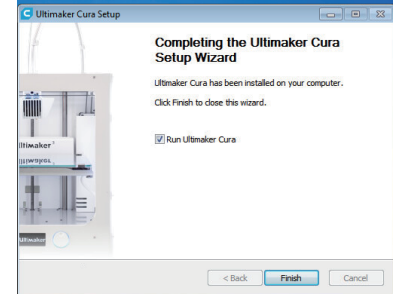 Ultimaker Cura Setup
Completing the Ultimaker Cura
Setup Wizard
Ultimaker Cura has been installed on your computer.
Click Finish to close this wizard.
Run Ultimaker Cura
Ultimaker
< Back
Finish
Cancel